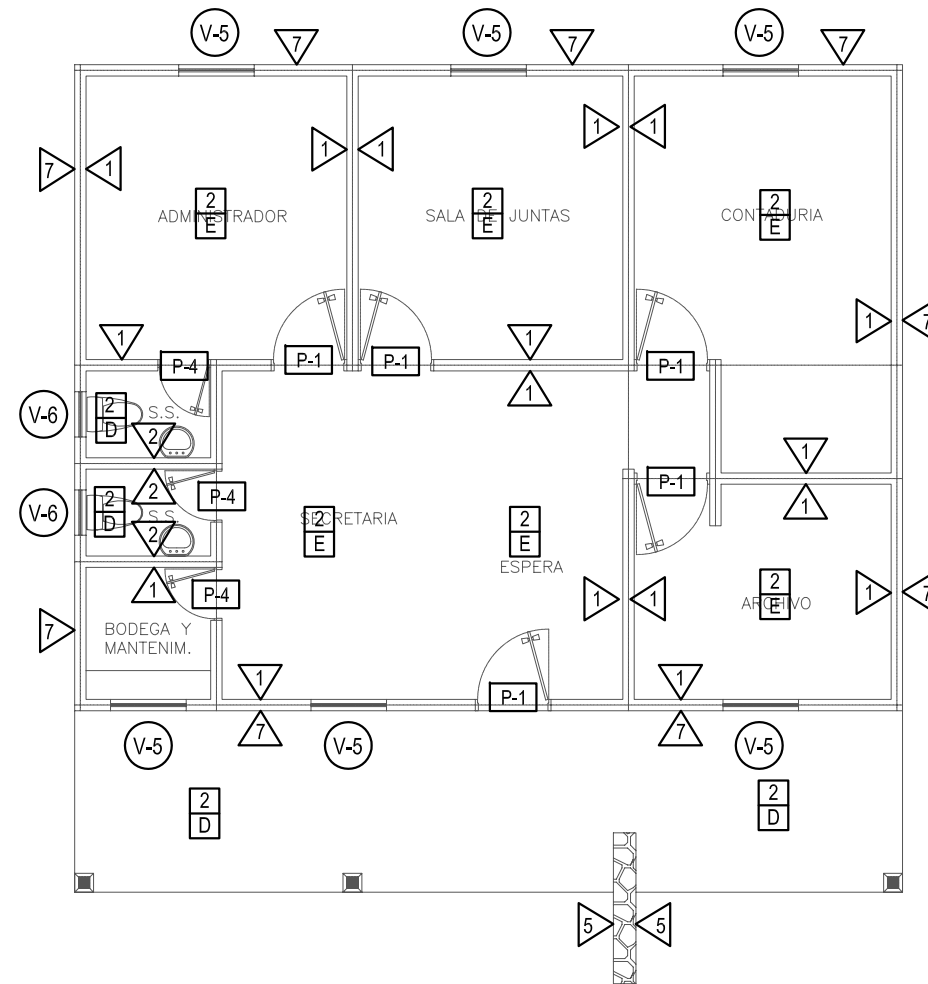 V-5
V-5
V-5
7
7
7
1
1
1
1
7
1
2
E
2
E
2
E
ADMINISTRADOR
SALA DE JUNTAS
CONTADURIA
1
7
1
1
P-4
P-1
P-1
P-1
1
V-6
2
D
S.S.
2
1
P-1
2
1
V-6
2
D
S.S.
P-4
2
SECRETARIA
2
E
2
E
ESPERA
1
P-4
2
E
ARCHIVO
1
1
1
7
7
BODEGA Y
MANTENIM.
1
P-1
1
7
7
V-5
V-5
V-5
2
D
2
D
5
5